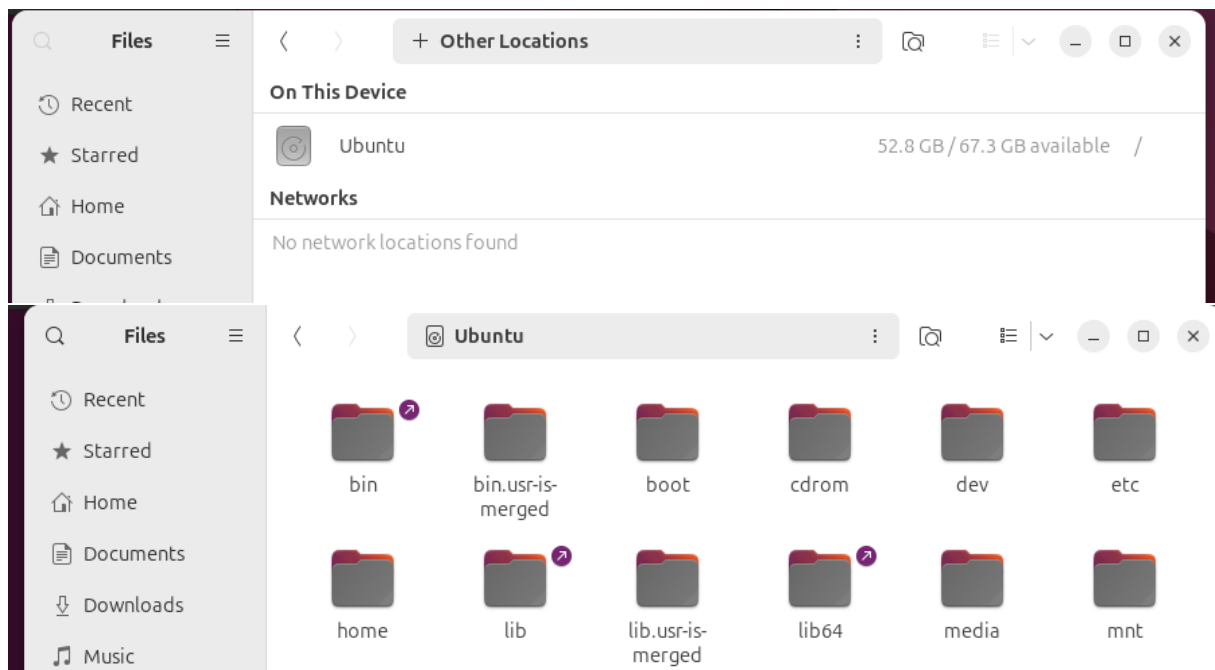 Files
+ Other Locations
On This Device
Recent
Ubuntu
52.8 GB / 67.3 GB available /
Starred
Networks
Home
No network locations found
Documents
Files
Ubuntu
Recent
Starred
bin
bin.usr-is-
merged
boot
cdrom
dev
etc
Home
Documents
Downloads
home
lib
lib.usr-is-
merged
lib64
media
mnt
Music